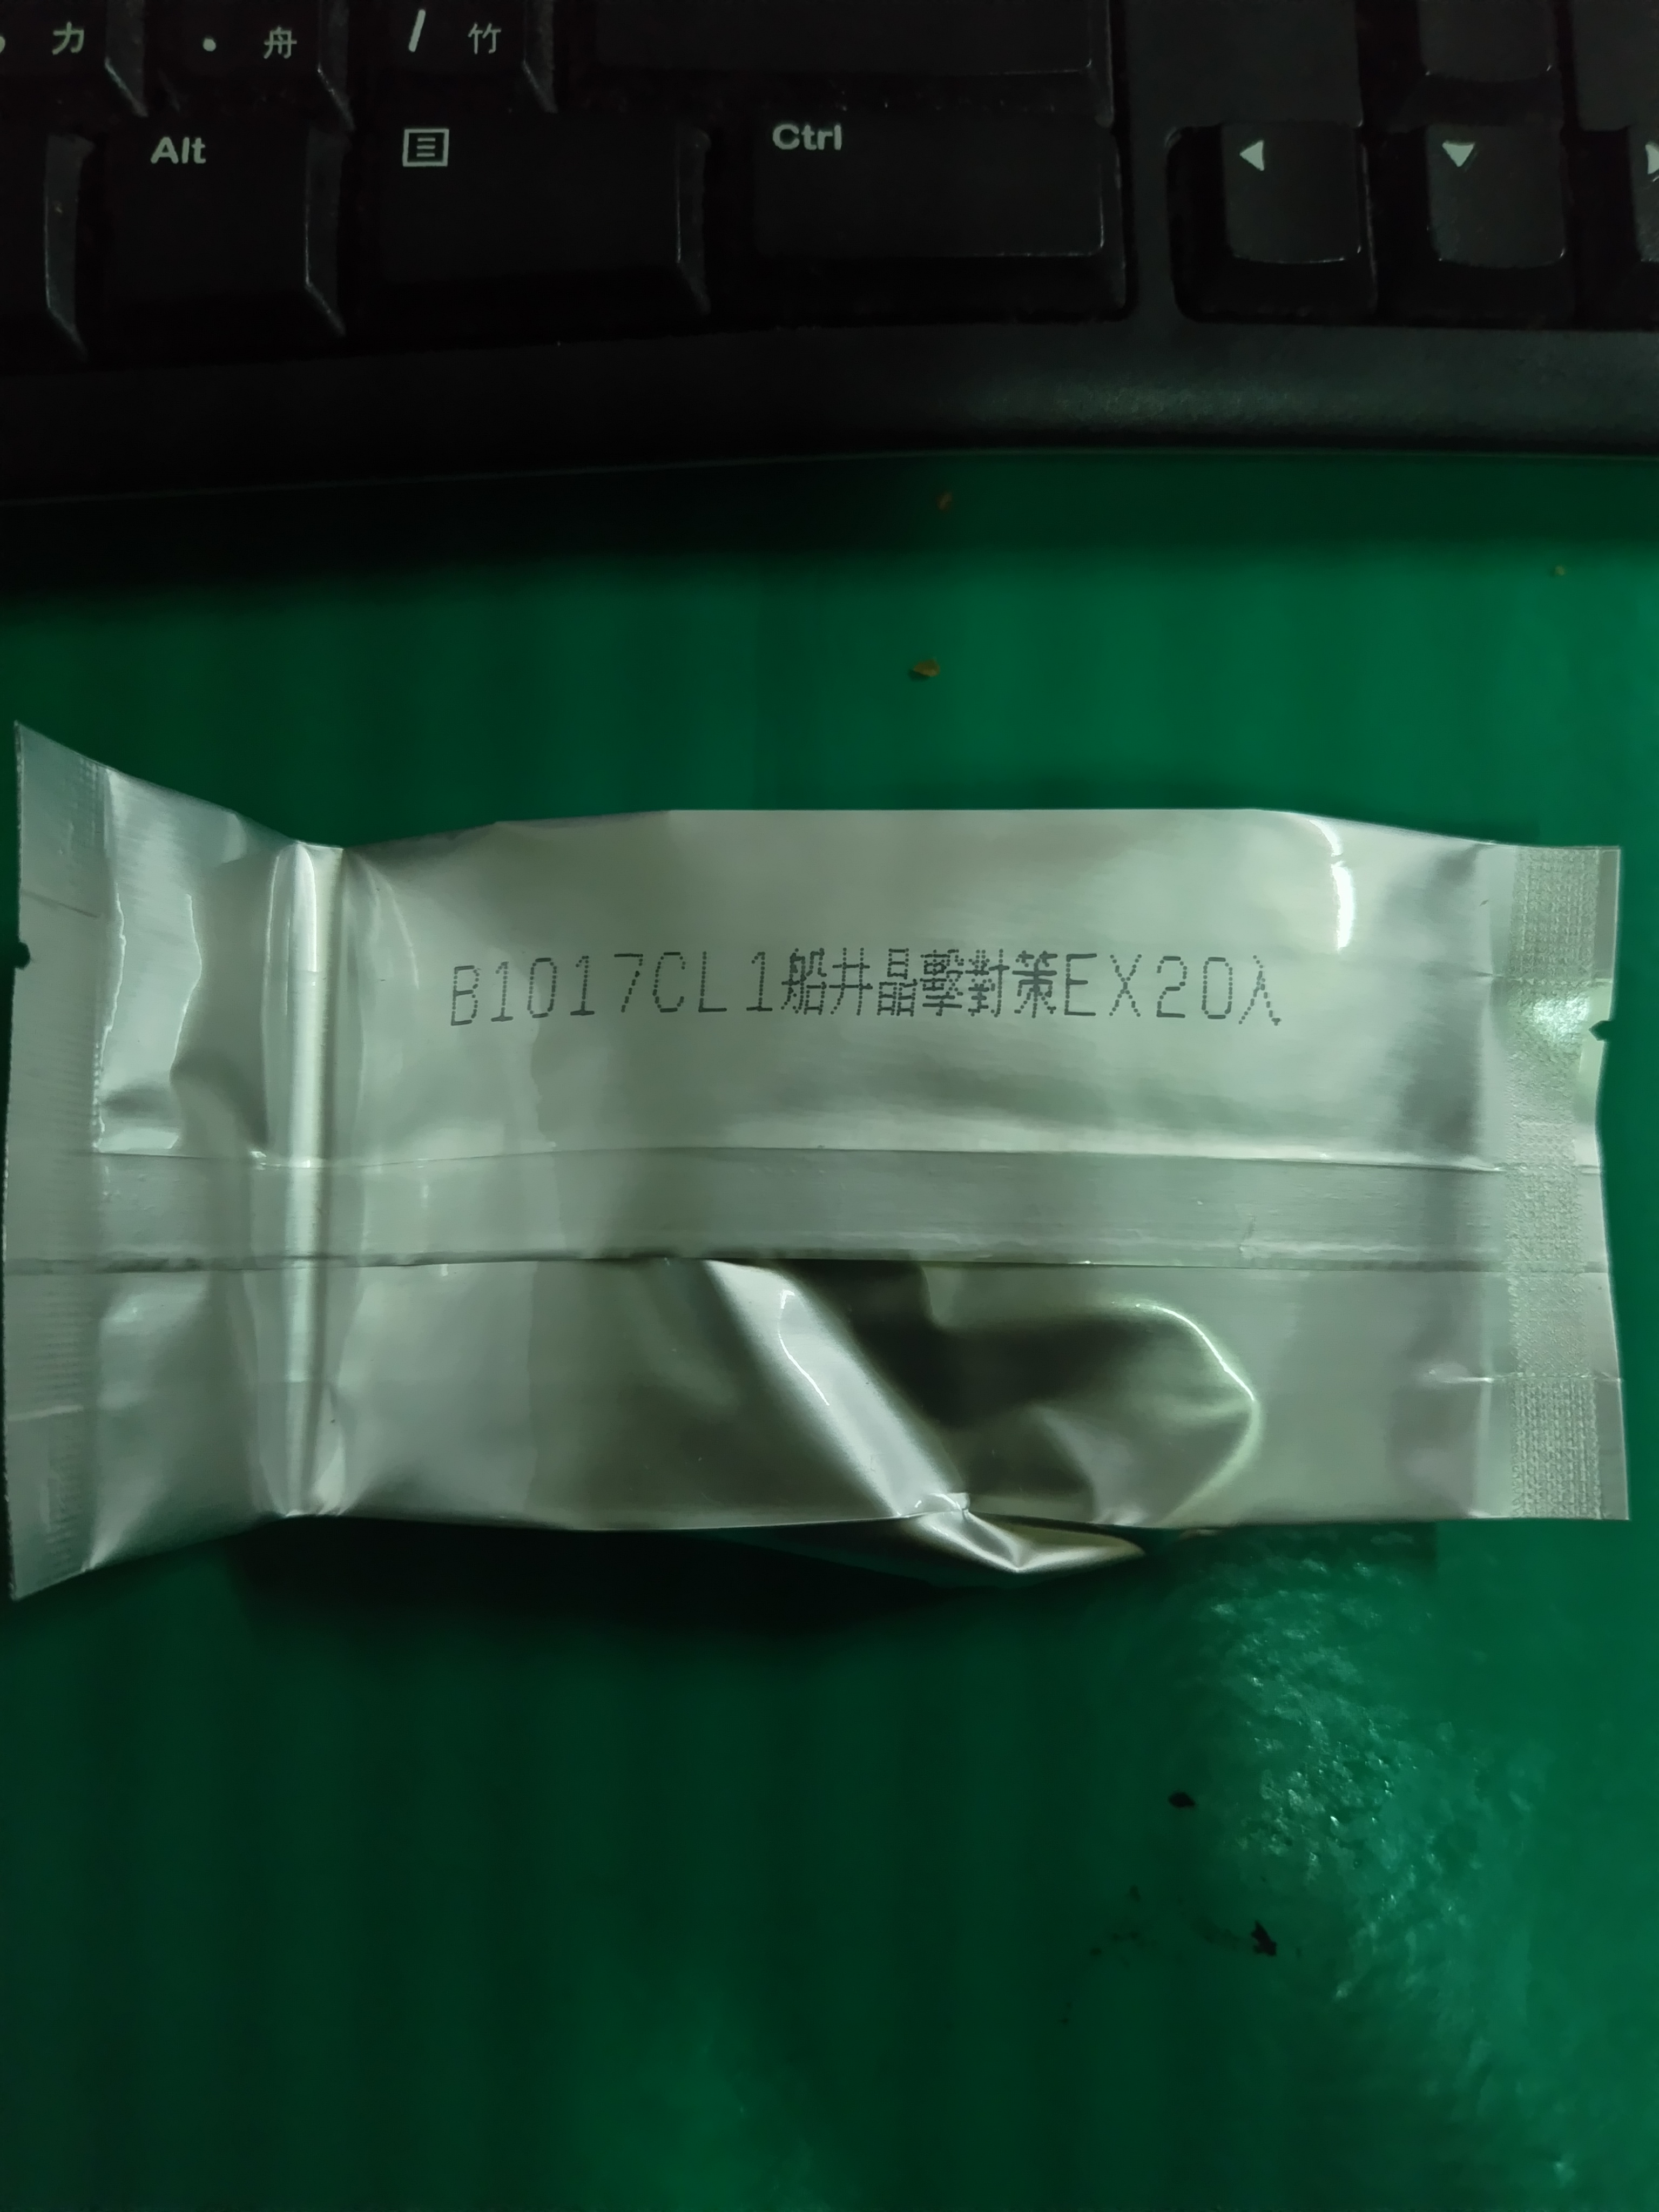 力 . 舟 / 竹
Alt Ctrl
B1017CL1船井晶擊對策EX20入